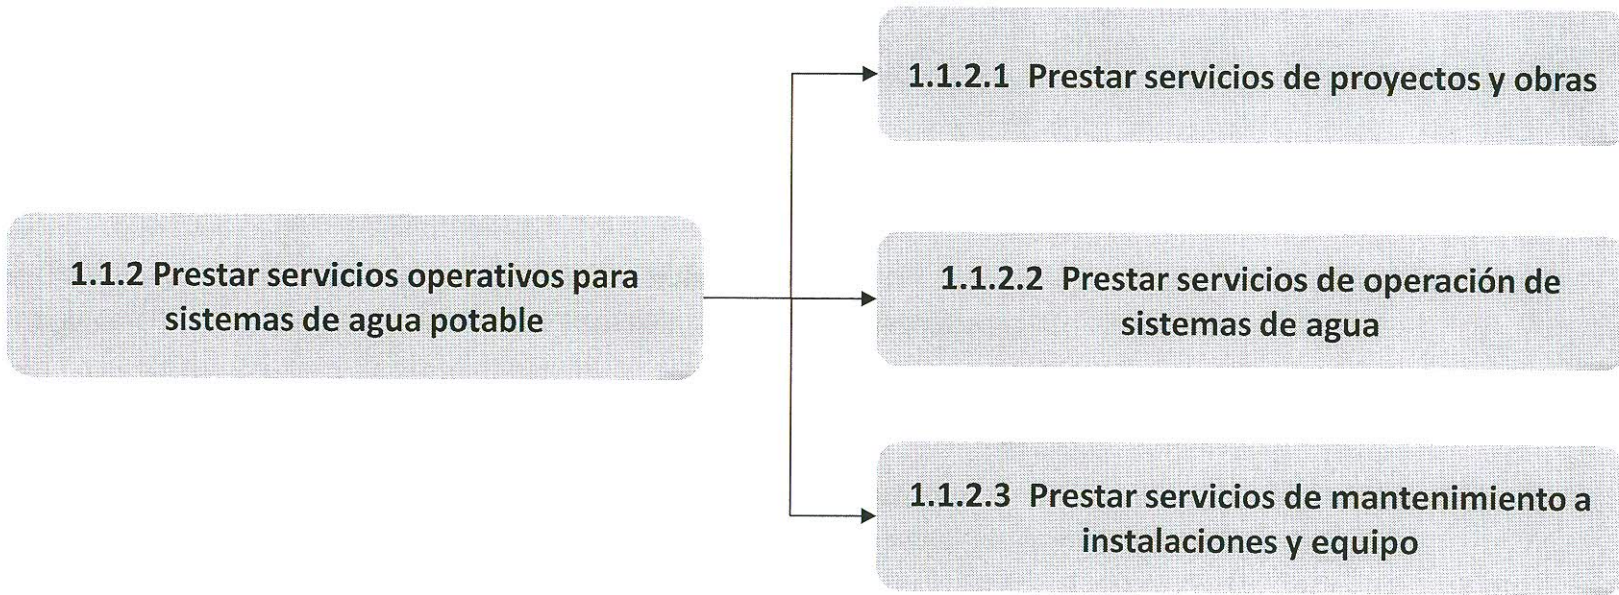 1.1.2.1 Prestar servicios de proyectos y obras
1.1.2 Prestar servicios operativos para
sistemas de agua potable
1.1.2.2 Prestar servicios de operación de
sistemas de agua
1.1.2.3 Prestar servicios de mantenimiento a
instalaciones y equipo